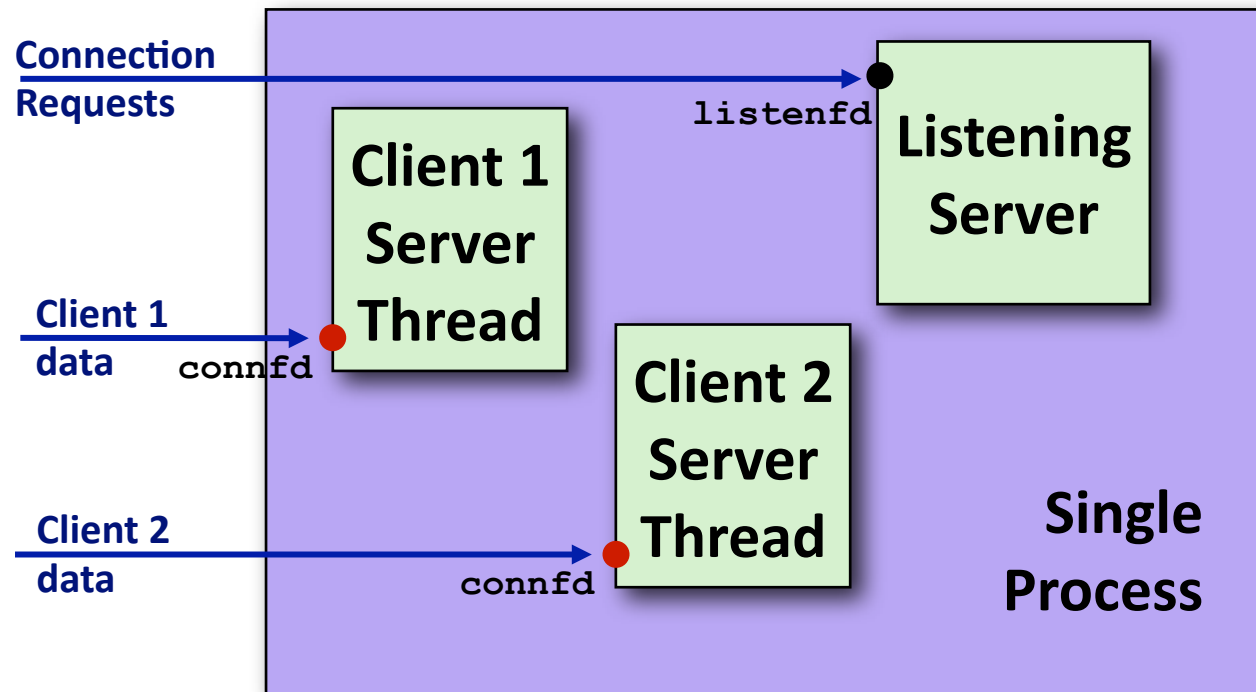 Connection
Requests
listenfd
Listening
Server
Client 1
Server
Thread
Client 1
data
connfd
Client 2
Server
Thread
Client 2
data
connfd
Single
Process